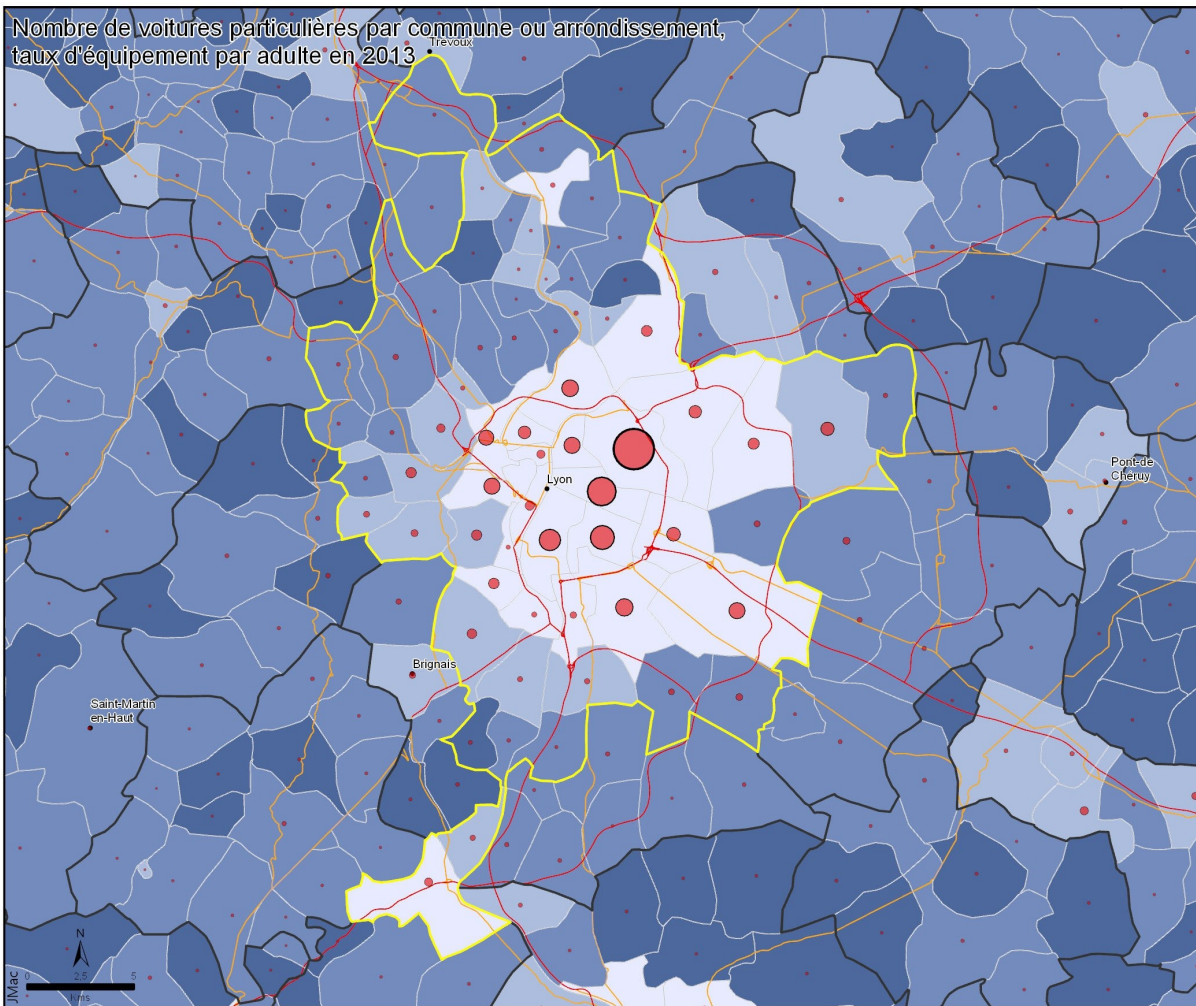 Nombre de voitures particulières par commune ou arrondissement,
taux d'équipement par adulte en 2013
Trévoux
Lyon
Pont-de
Chéruy
Brignais
Saint-Martin
en-Haut
N
0 2,5 5
Kms
JMac